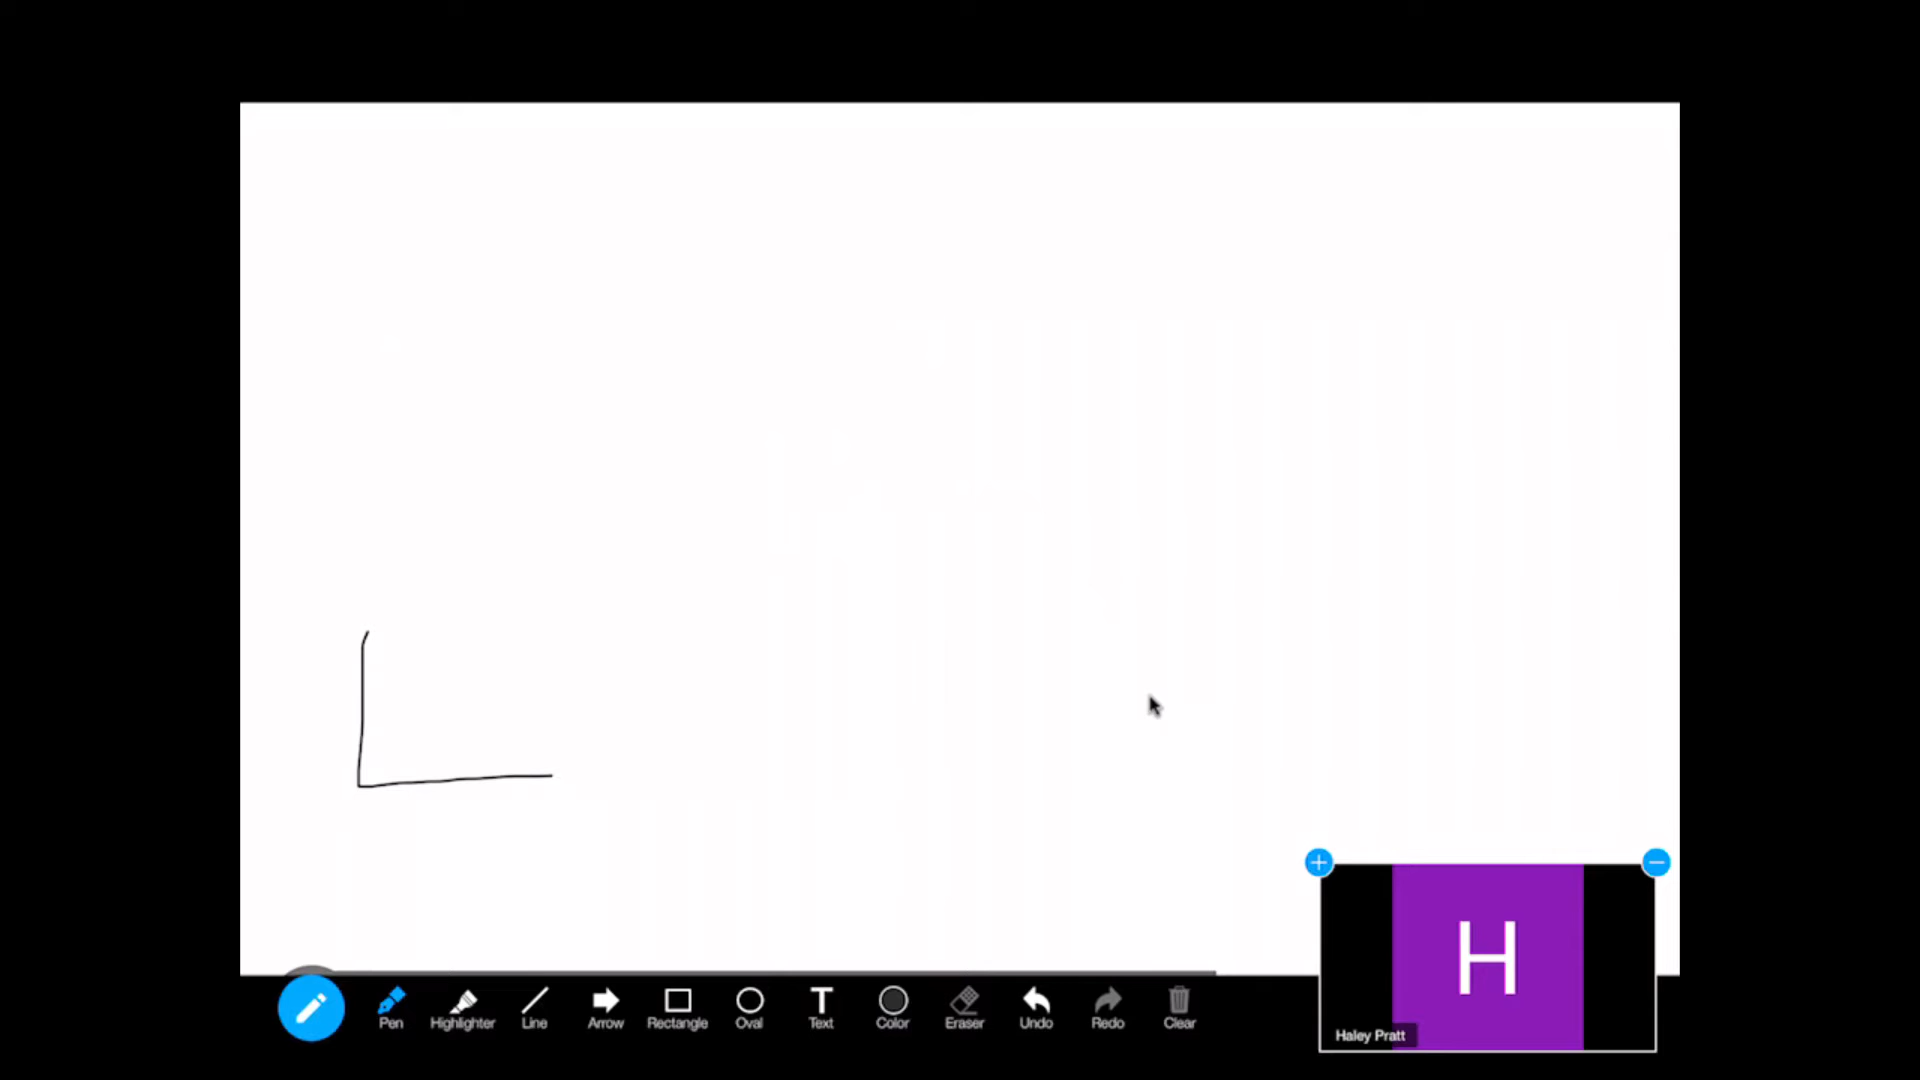 H
Haley Pratt
Pen Highlighter Line Arrow Rectangle Oval Text Color Eraser Undo Redo Clear